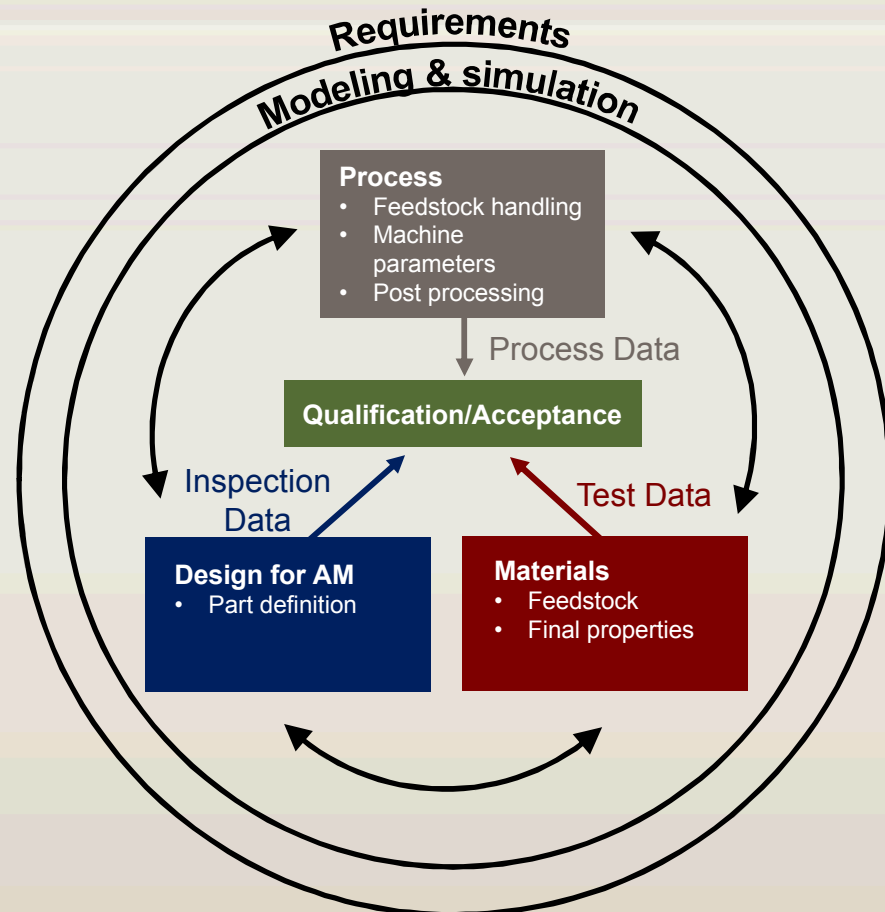 Requirements
Modeling & simulation
Process
• Feedstock handling
• Machine
parameters
• Post processing
Process Data
Qualification/Acceptance
Inspection
Data
Test Data
Design for AM
• Part definition
Materials
• Feedstock
• Final properties